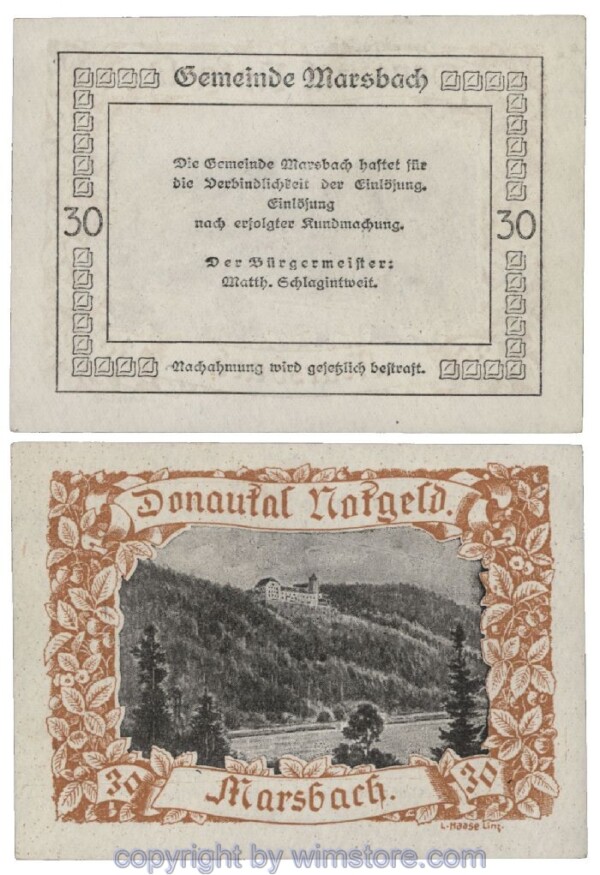 Gemeinde Marsbach
Die Gemeinde Marsbach haftet für
die Verbindlichkeit der Einlösung.
Einlösung
nach erfolgter Kundmachung.
30
30
Der Bürgermeister:
Matth. Schlagintweit.
Nachahmung wird gesetzlich bestraft.
Donautal Notgeld.
30
Marsbach.
30
L. Haase Linz.
copyright by wimstore.com